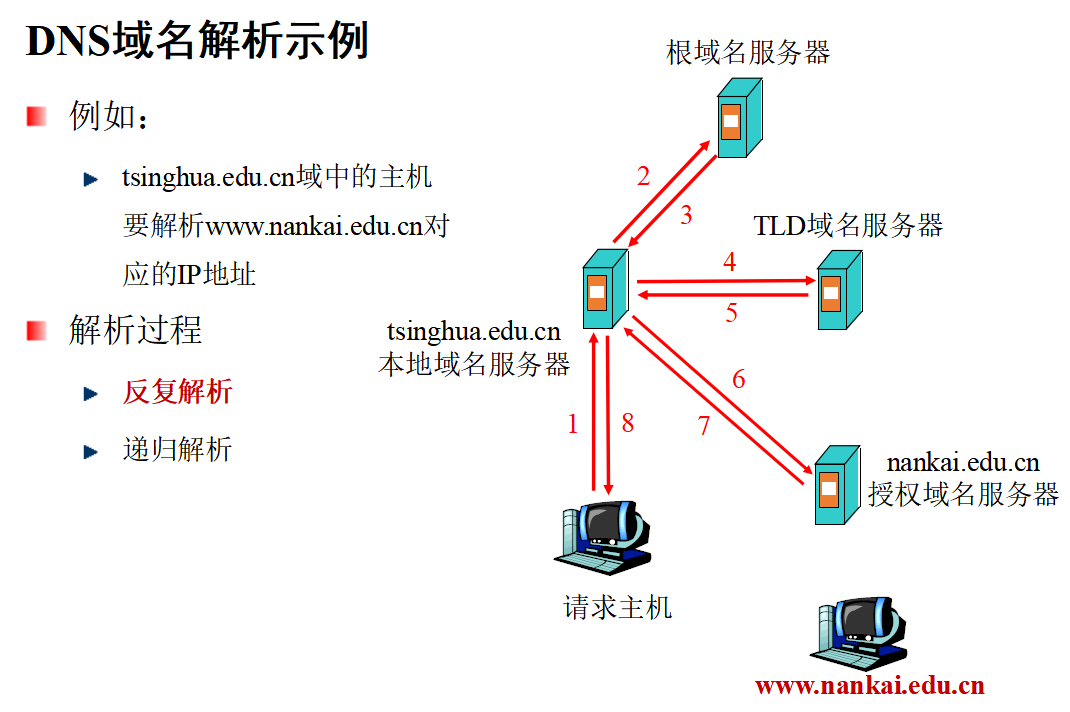 DNS域名解析示例
例如：
tsinghua.edu.cn域中的主机
要解析www.nankai.edu.cn对
应的IP地址
解析过程
反复解析
递归解析
根域名服务器
2
3
TLD域名服务器
4
5
tsinghua.edu.cn
本地域名服务器
6
7
1
8
nankai.edu.cn
授权域名服务器
请求主机
www.nankai.edu.cn